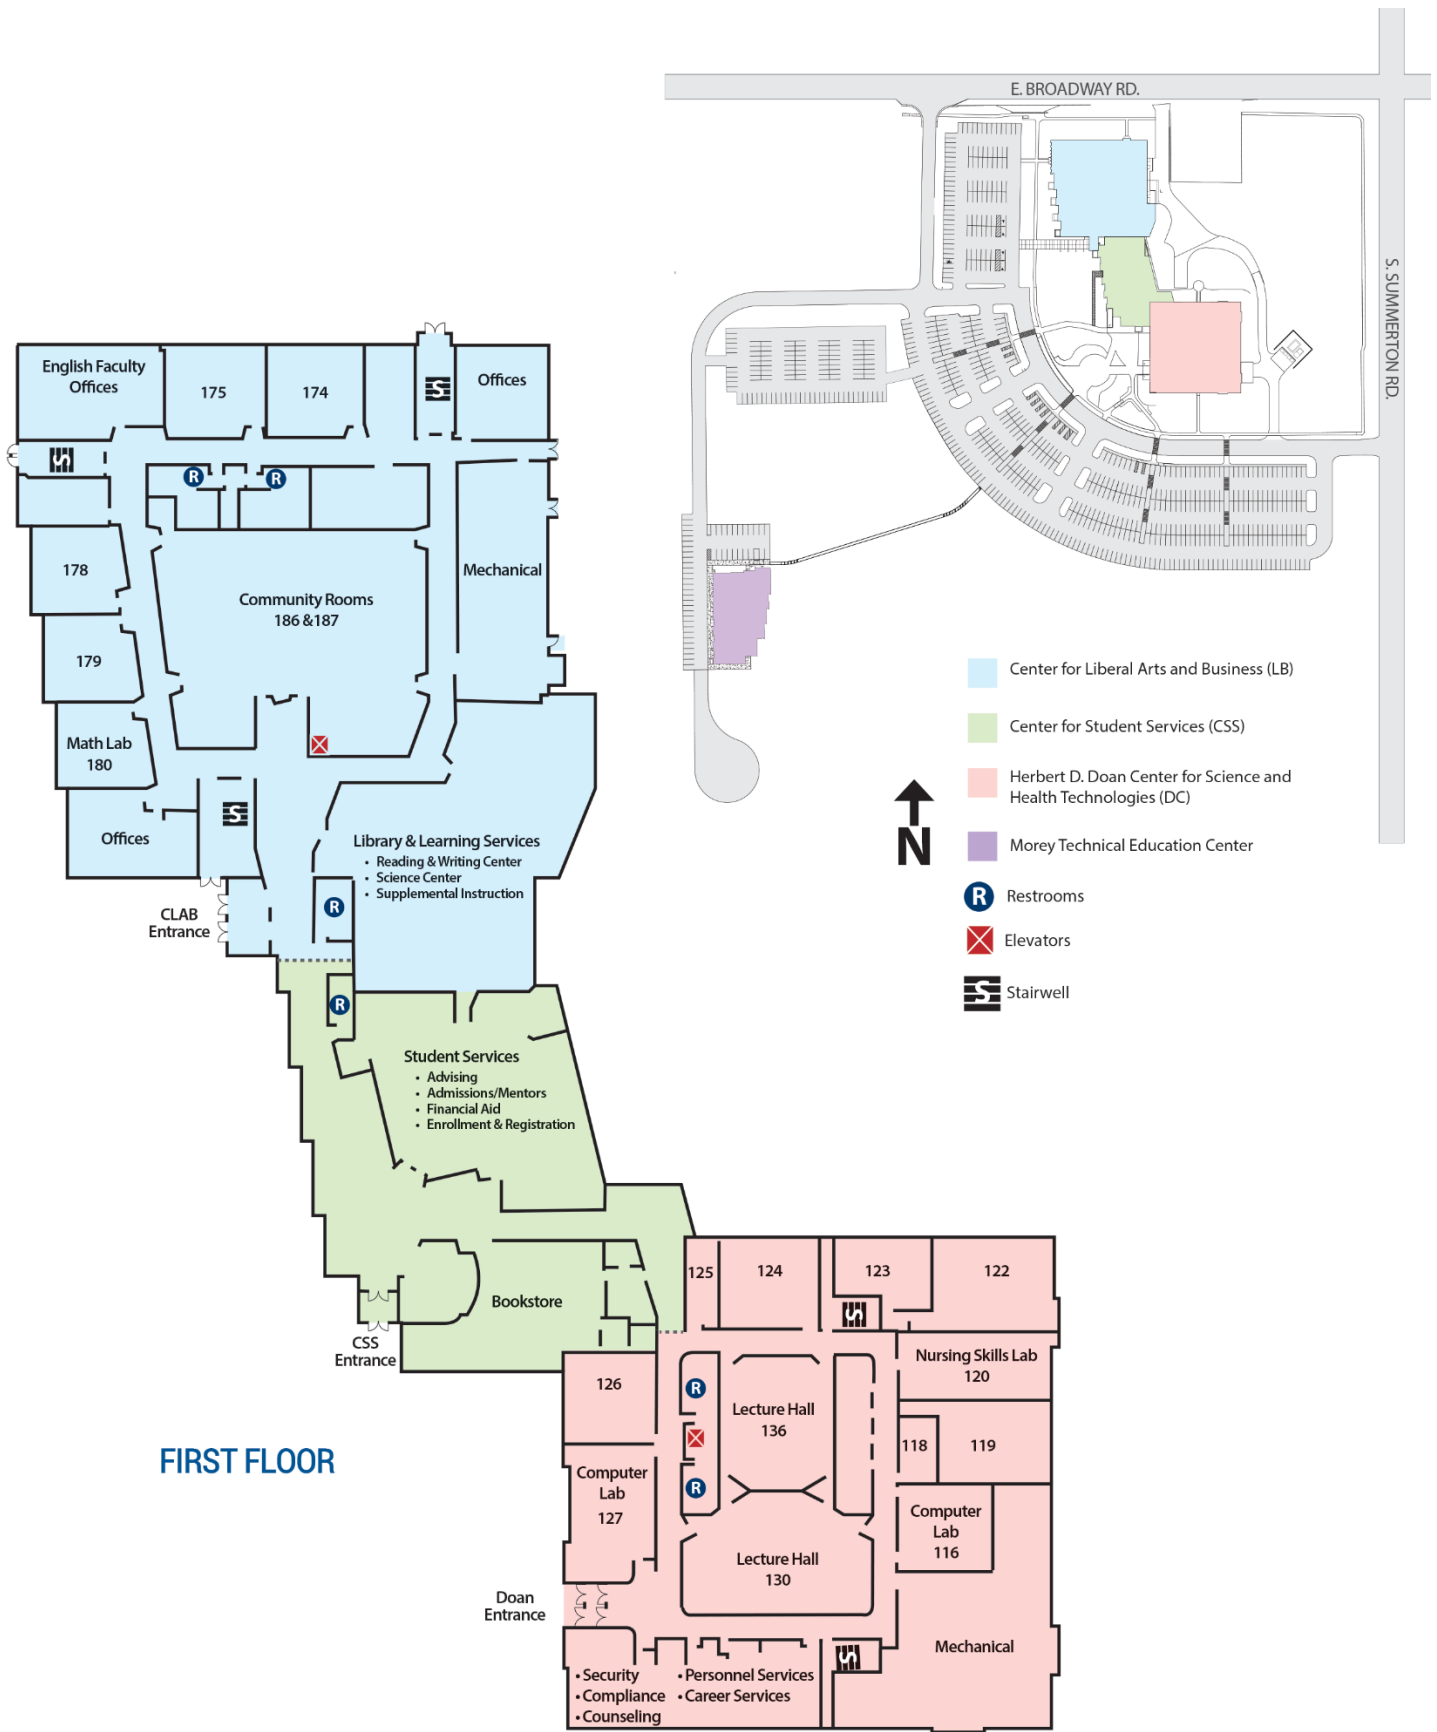 E. BROADWAY RD.
S. SUMMERTON RD.
English Faculty
Offices
175
174
S
Offices
S
R
R
178
Mechanical
Community Rooms
186 &187
179
Math Lab
180
S
Offices
Library & Learning Services
• Reading & Writing Center
• Science Center
• Supplemental Instruction
R
CLAB
Entrance
R
Student Services
• Advising
• Admissions/Mentors
• Financial Aid
• Enrollment & Registration
Bookstore
CSS
Entrance
125
124
123
122
S
Nursing Skills Lab
120
126
R
Lecture Hall
136
118
119
Computer
Lab
127
R
Computer
Lab
116
Lecture Hall
130
Doan
Entrance
Mechanical
S
• Security
• Compliance
• Counseling
• Personnel Services
• Career Services
FIRST FLOOR
N
Center for Liberal Arts and Business (LB)
Center for Student Services (CSS)
Herbert D. Doan Center for Science and
Health Technologies (DC)
Morey Technical Education Center
R Restrooms
Elevators
S Stairwell